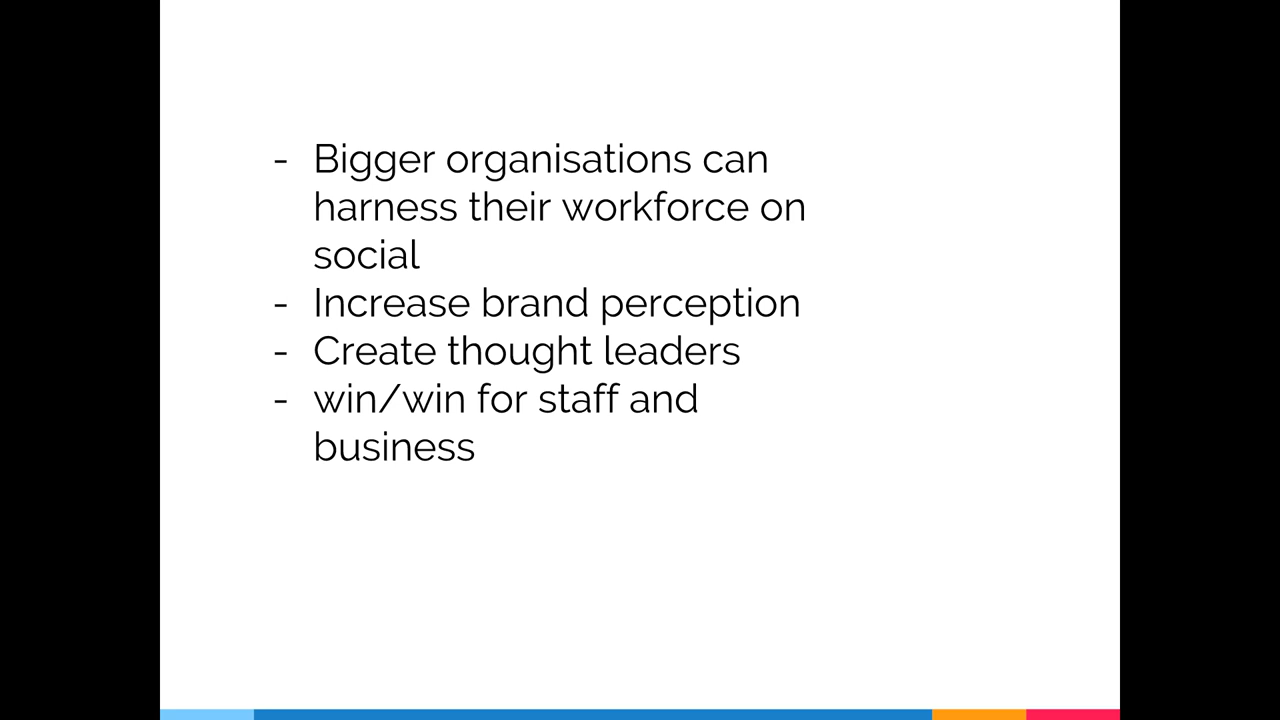 - Bigger organisations can
harness their workforce on
social
- Increase brand perception
- Create thought leaders
- win/win for staff and
business